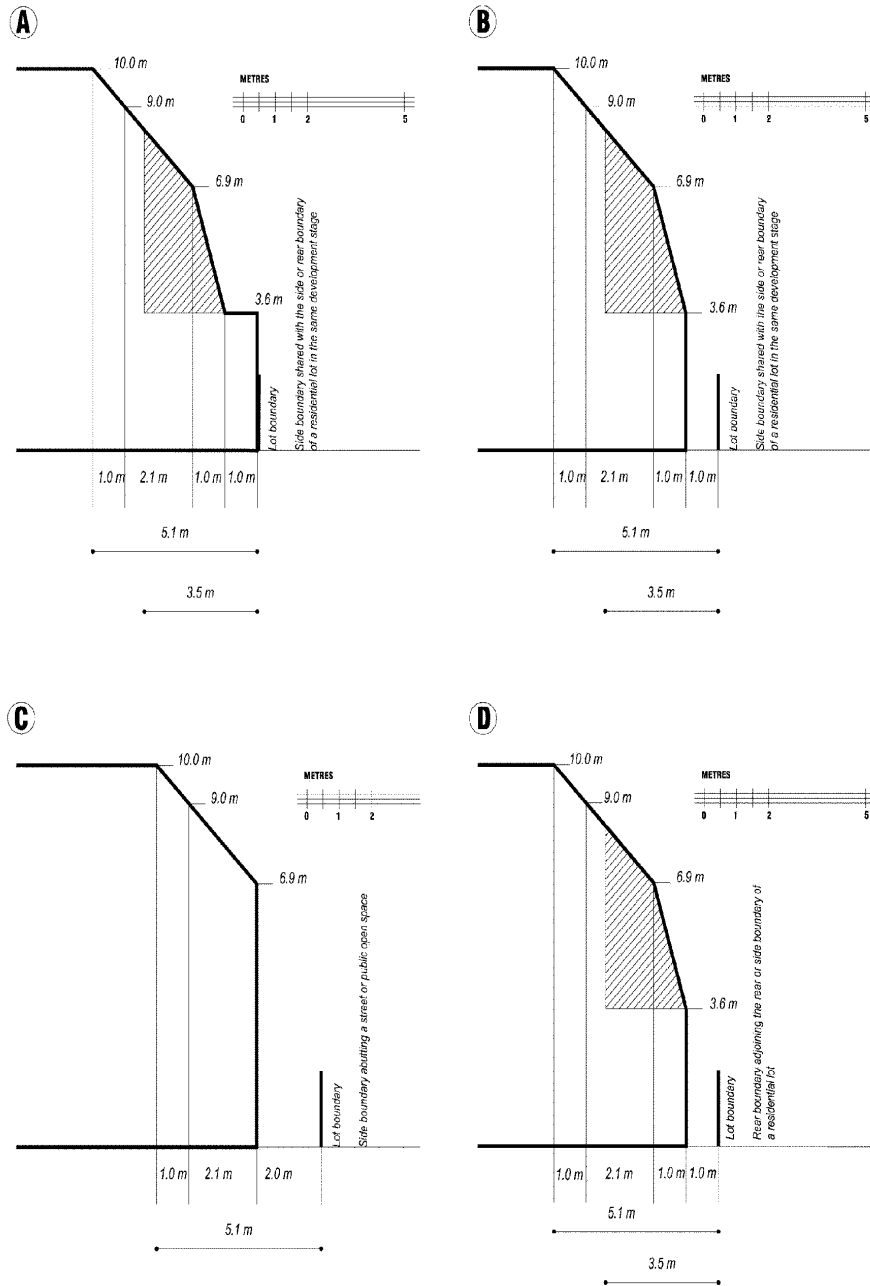 A
10.0 m
METRES
9.0 m
0 1 2 5
6.9 m
3.6 m
Lot boundary
Side boundary shared with the side or rear boundary
of a residential lot in the same development stage
1.0 m 2.1 m 1.0 m 1.0 m
5.1 m
3.5 m
B
10.0 m
METRES
9.0 m
0 1 2 5
6.9 m
3.6 m
Lot boundary
Side boundary shared with the side or rear boundary
of a residential lot in the same development stage
1.0 m 2.1 m 1.0 m 1.0 m
5.1 m
3.5 m
C
10.0 m
METRES
9.0 m
0 1 2
6.9 m
Lot boundary
Side boundary abutting a street or public open space
1.0 m 2.1 m 2.0 m
5.1 m
D
10.0 m
METRES
9.0 m
0 1 2 5
6.9 m
3.6 m
Lot boundary
Rear boundary adjoining the rear or side boundary of
a residential lot
1.0 m 2.1 m 1.0 m 1.0 m
5.1 m
3.5 m